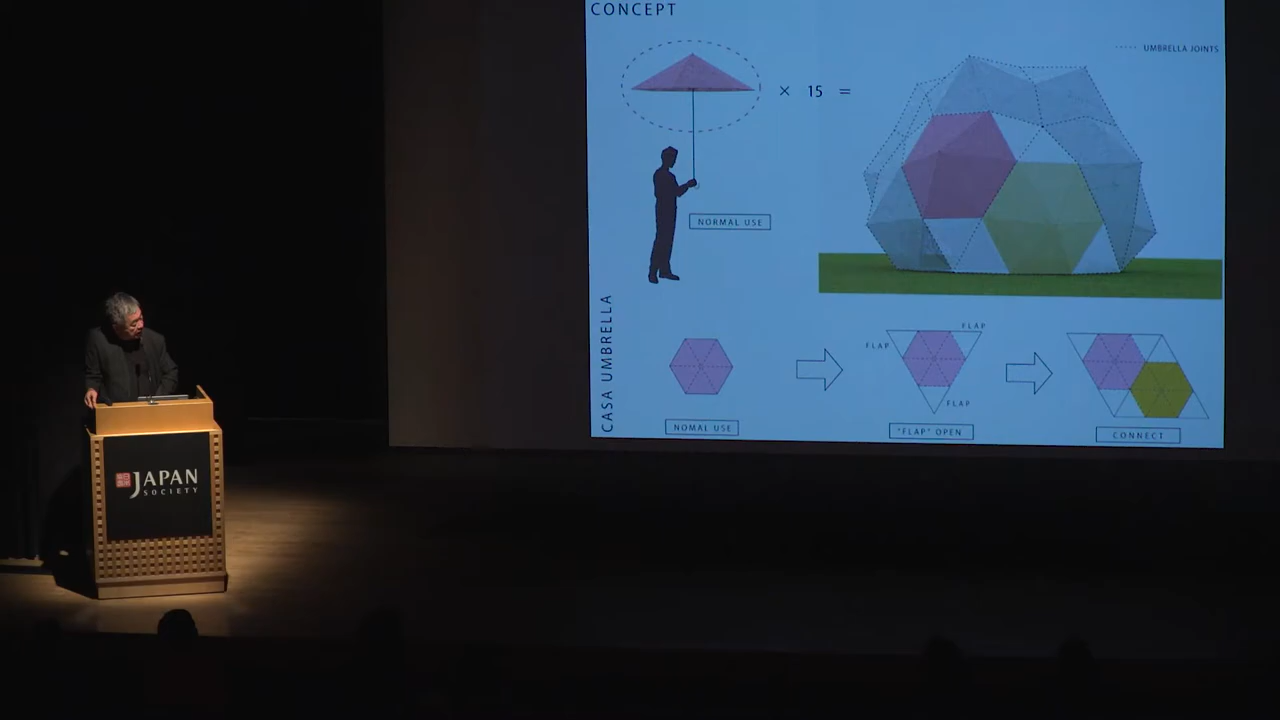 CONCEPT
UMBRELLA JOINTS
× 15 =
NORMAL USE
CASA UMBRELLA
FLAP
FLAP
FLAP
NOMAL USE
"FLAP" OPEN
CONNECT
JAPAN
SOCIETY